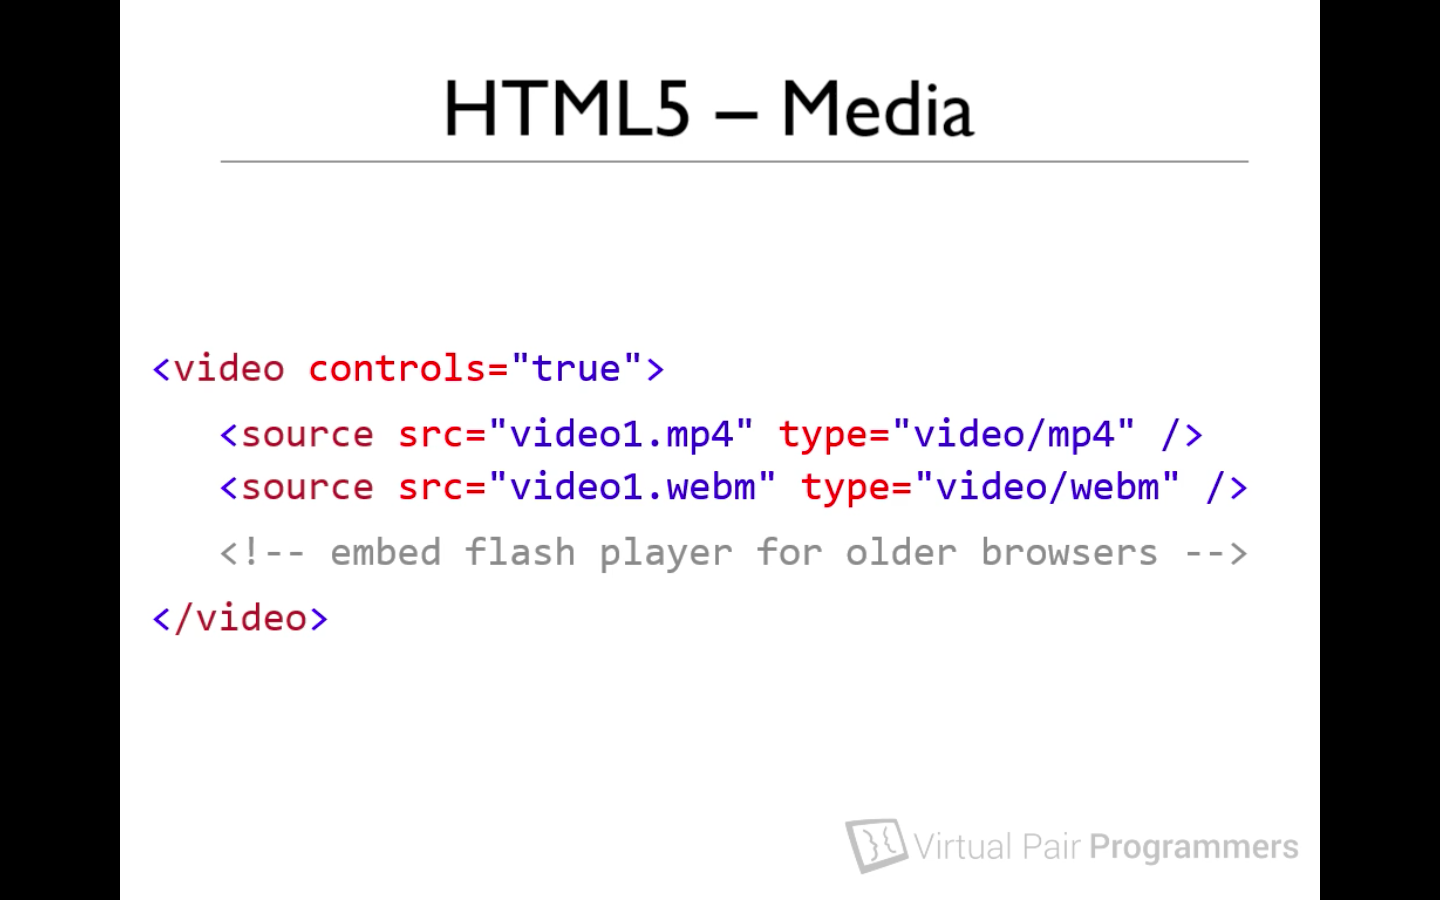 HTML5 – Media
<video controls="true">
<source src="video1.mp4" type="video/mp4" />
<source src="video1.webm" type="video/webm" />
<!-- embed flash player for older browsers -->
</video>
Virtual Pair Programmers